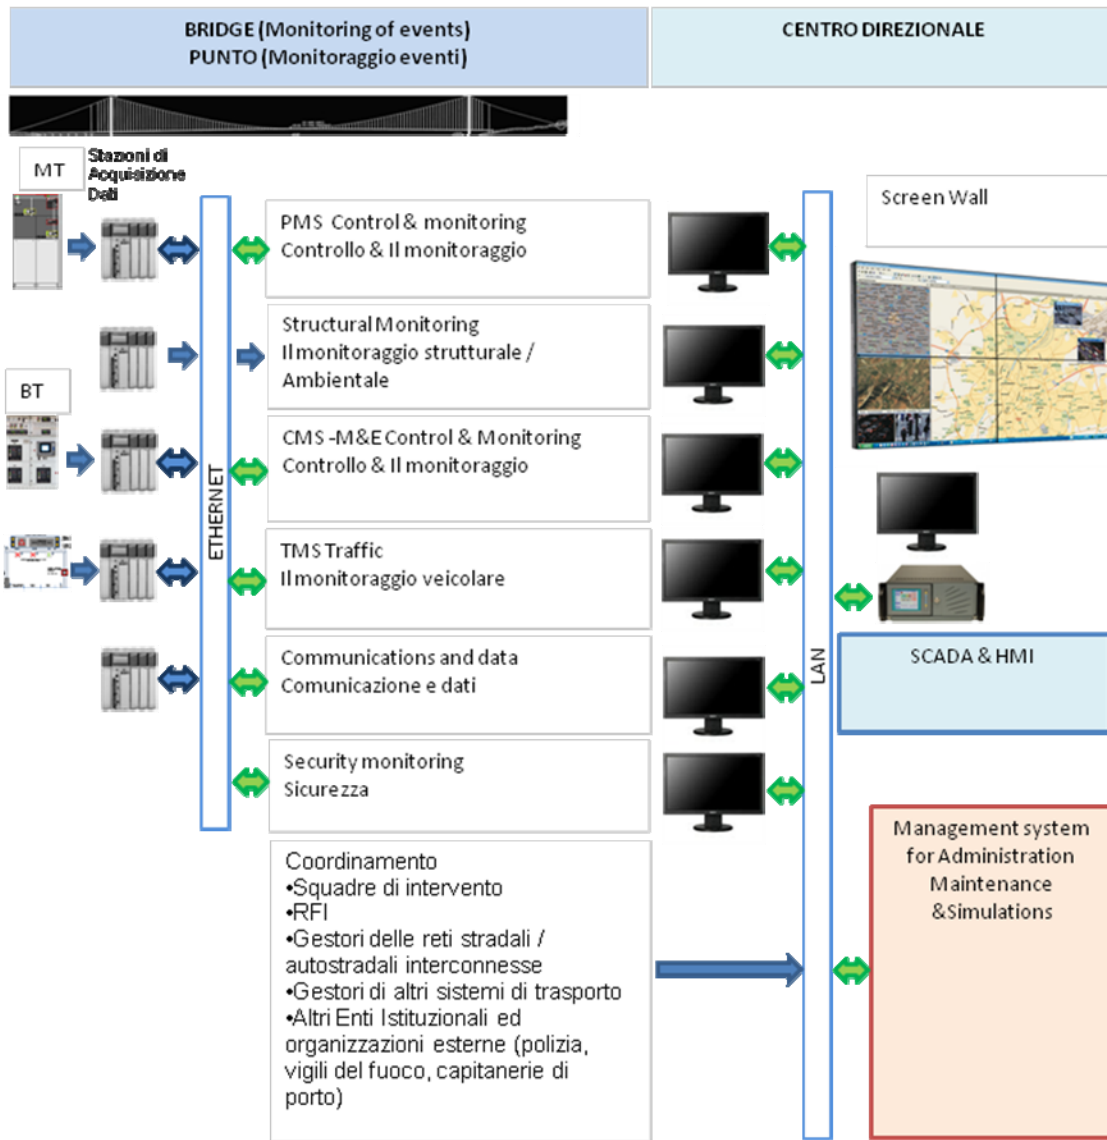 BRIDGE (Monitoring of events)
PUNTO (Monitoraggio eventi)
CENTRO DIREZIONALE
MT
Stazioni di
Acquisizione
Dati
BT
ETHERNET
PMS Control & monitoring
Controllo & Il monitoraggio
Structural Monitoring
Il monitoraggio strutturale /
Ambientale
CMS -M&E Control & Monitoring
Controllo & Il monitoraggio
TMS Traffic
Il monitoraggio veicolare
Communications and data
Comunicazione e dati
Security monitoring
Sicurezza
Coordinamento
•Squadre di intervento
•RFI
•Gestori delle reti stradali /
autostradali interconnesse
•Gestori di altri sistemi di trasporto
•Altri Enti Istituzionali ed
organizzazioni esterne (polizia,
vigili del fuoco, capitanerie di
porto)
LAN
Screen Wall
SCADA & HMI
Management system
for Administration
Maintenance
&Simulations